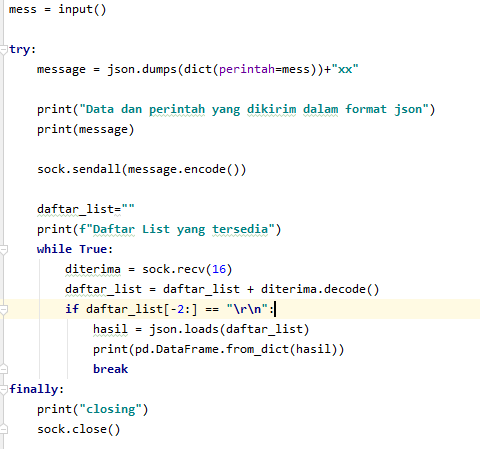 mess = input()
try:
message = json.dumps(dict(perintah=mess))+"xx"
print("Data dan perintah yang dikirim dalam format json")
print(message)
sock.sendall(message.encode())
daftar_list=""
print(f"Daftar List yang tersedia")
while True:
diterima = sock.recv(16)
daftar_list = daftar_list + diterima.decode()
if daftar_list[-2:] == "\r\n":
hasil = json.loads(daftar_list)
print(pd.DataFrame.from_dict(hasil))
break
finally:
print("closing")
sock.close()